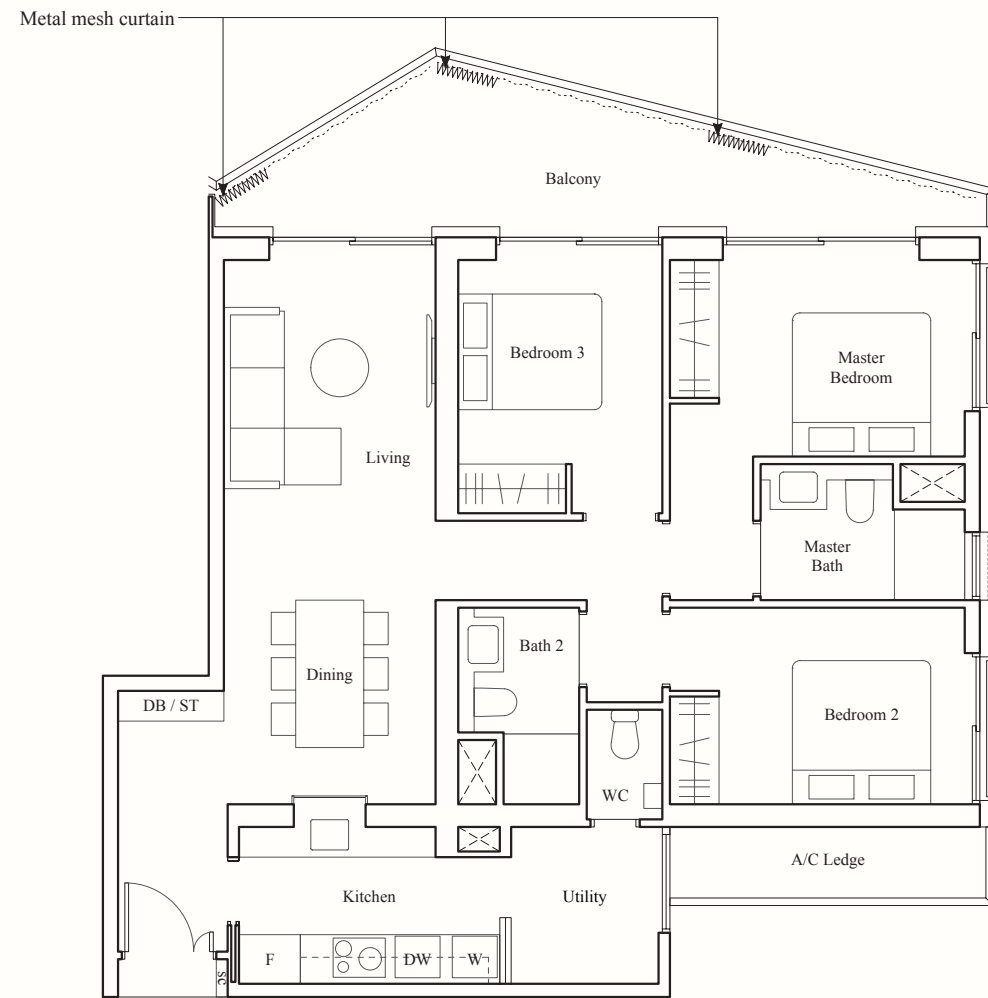 Metal mesh curtain
Balcony
Bedroom 3
Master
Bedroom
Living
Master
Bath
Bath 2
Dining
DB / ST
Bedroom 2
WC
A/C Ledge
Kitchen
Utility
F
DW
W
SC